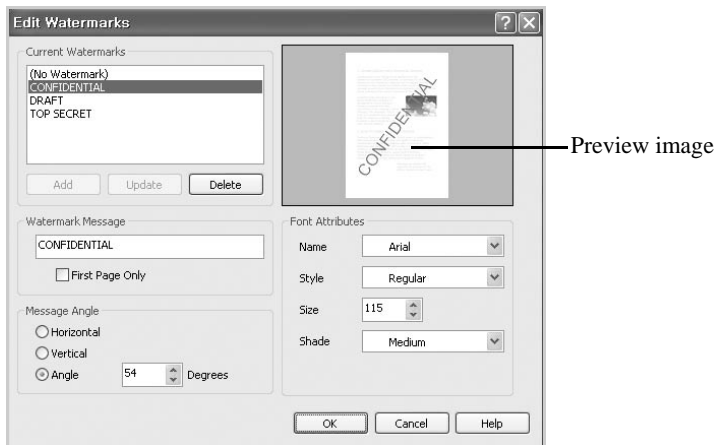 Edit Watermarks
Current Watermarks
(No Watermark)
CONFIDENTIAL
DRAFT
TOP SECRET
Add Update Delete
CONFIDENTIAL
Preview image
Watermark Message
CONFIDENTIAL
First Page Only
Message Angle
Horizontal
Vertical
Angle 54 Degrees
Font Attributes
Name Arial
Style Regular
Size 115
Shade Medium
OK Cancel Help